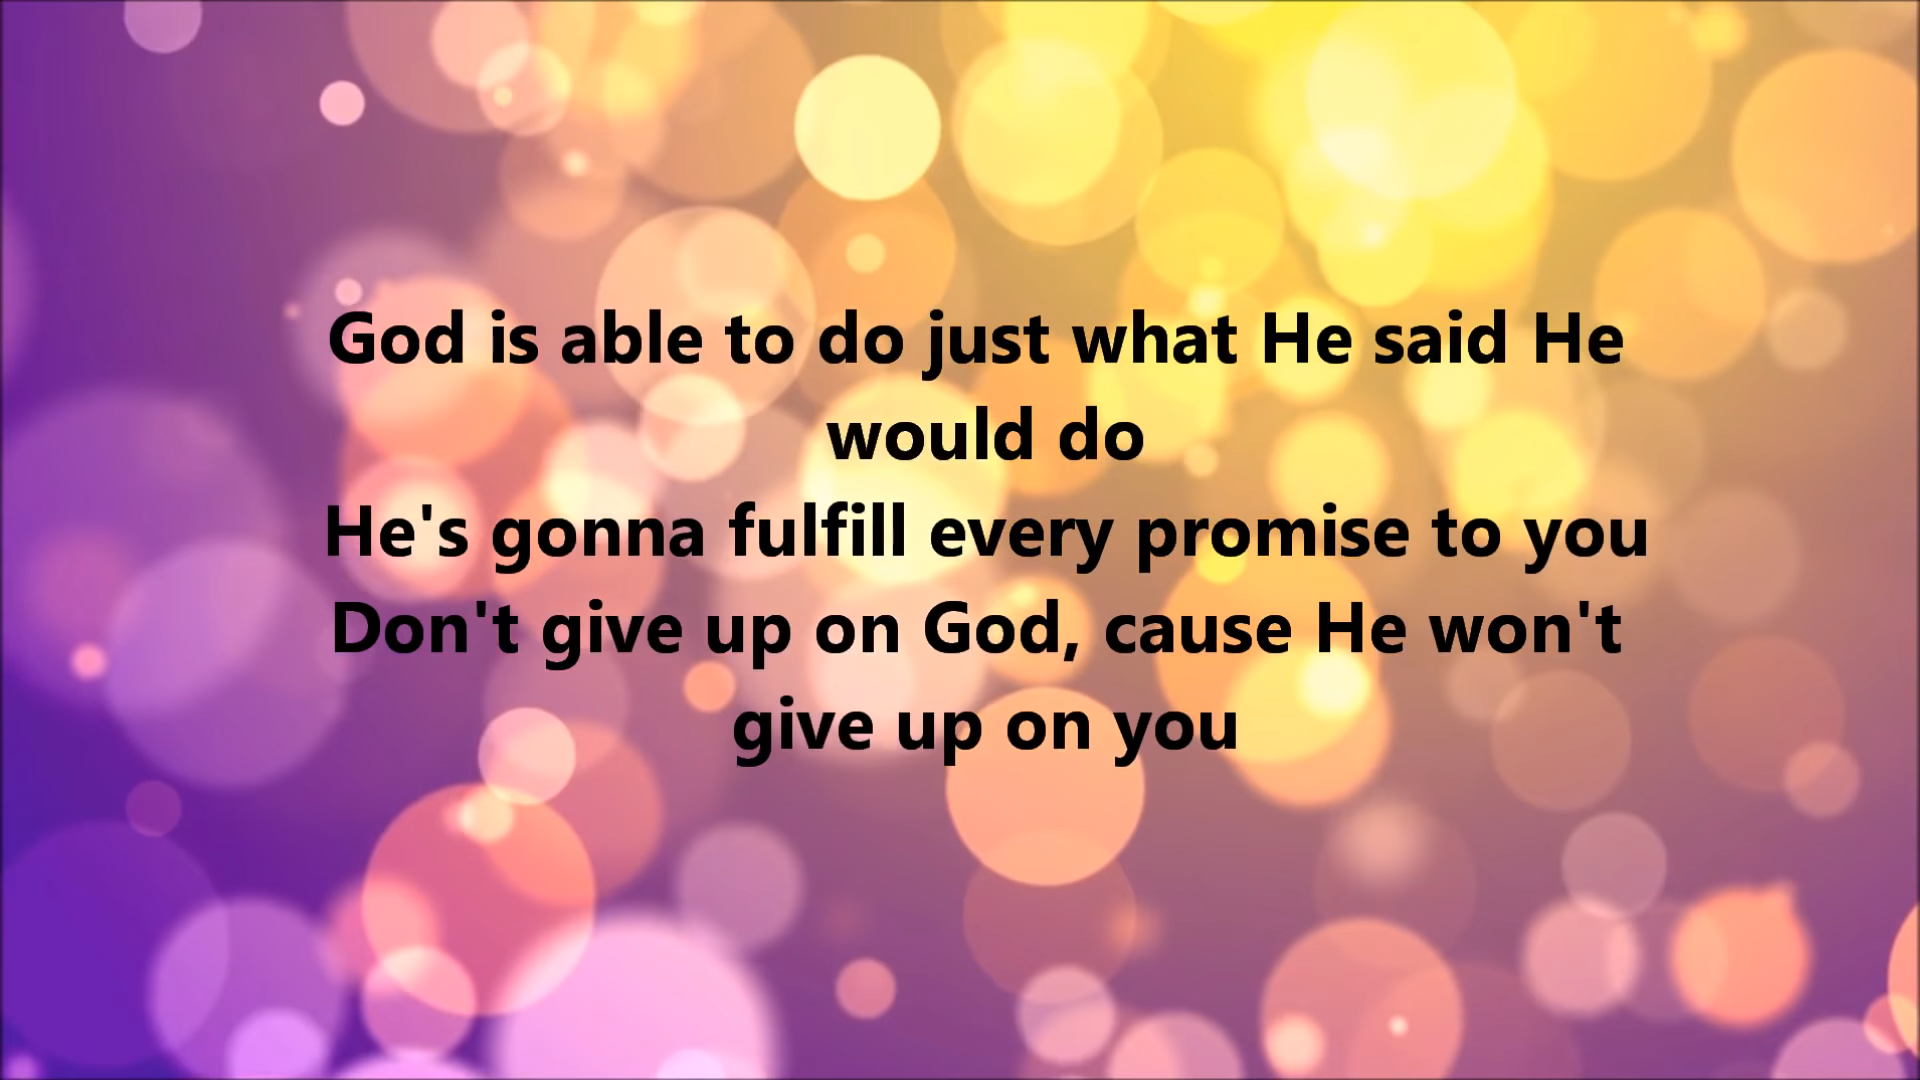 God is able to do just what He said He
would do
He's gonna fulfill every promise to you
Don't give up on God, cause He won't
give up on you